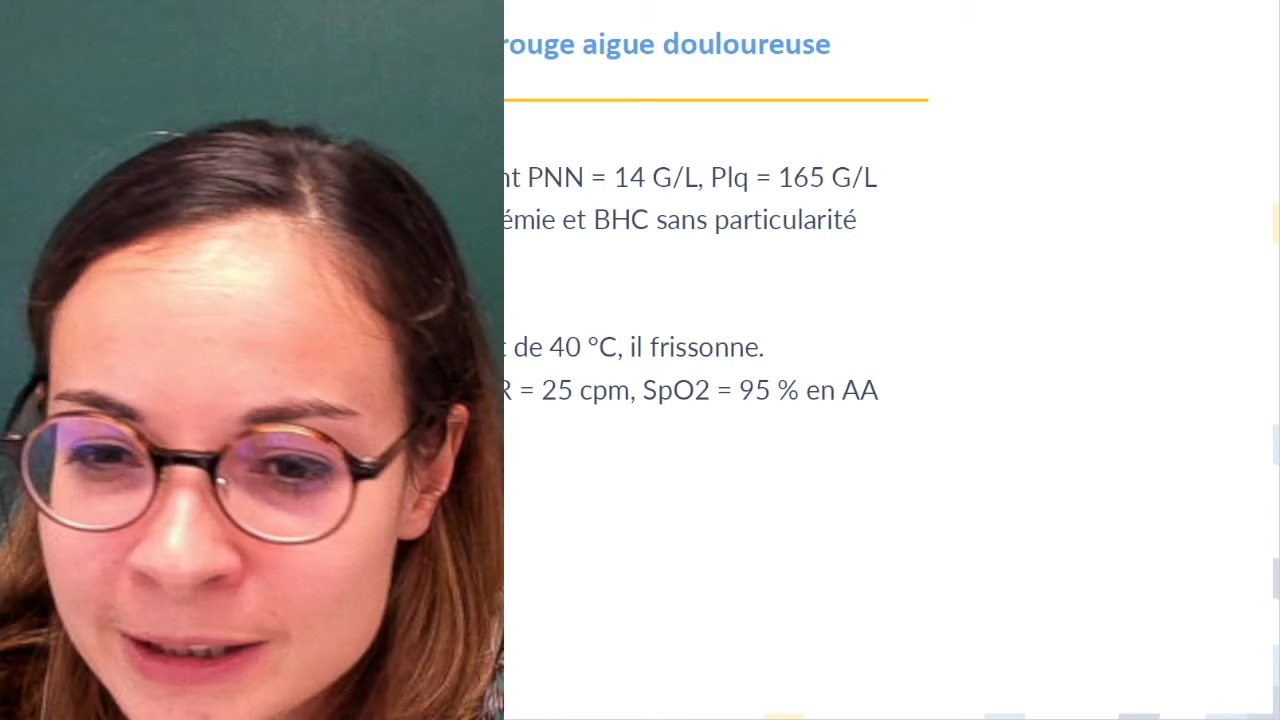 rouge aigue douloureuse
nt PNN = 14 G/L, Plq = 165 G/L
émie et BHC sans particularité
de 40 °C, il frissonne.
R = 25 cpm, SpO2 = 95 % en AA